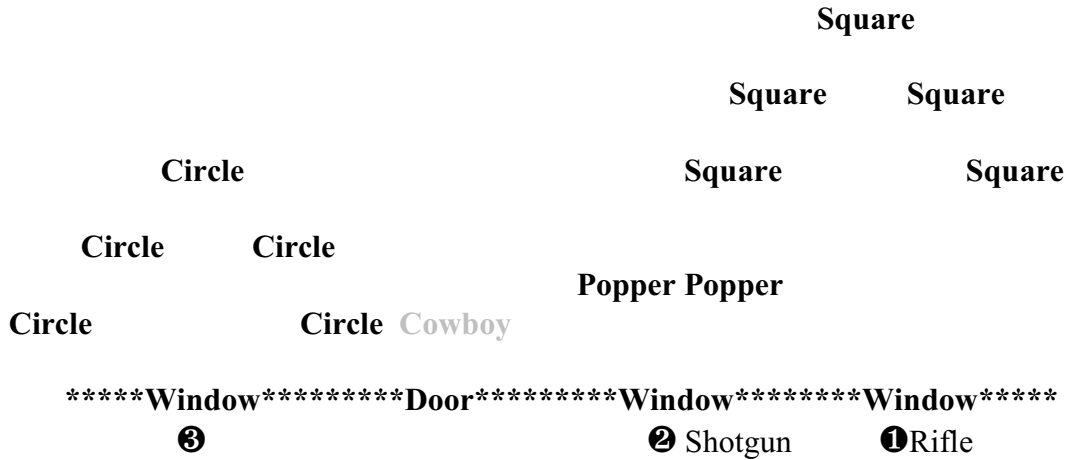 Square
Square Square
Circle Square Square
Circle Circle
Popper Popper
Circle Circle Cowboy
*****Window*********Door*********Window********Window*****
❸ ❷ Shotgun ❶Rifle